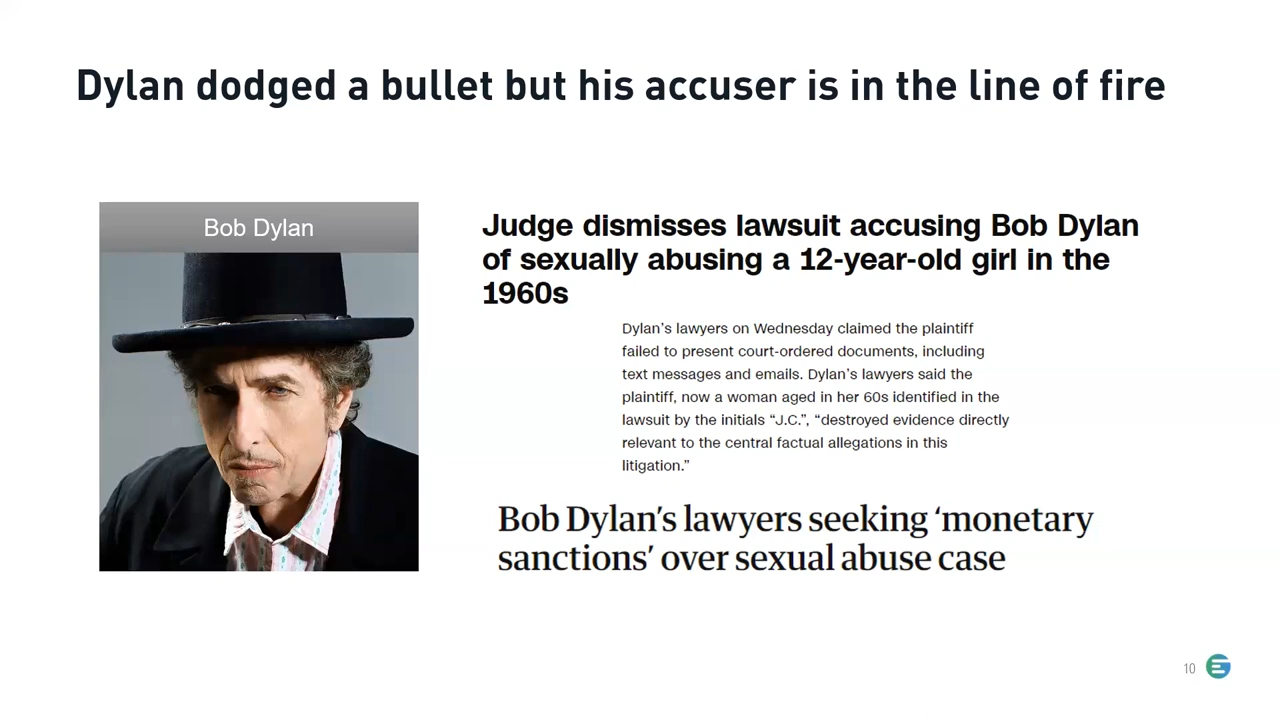 Dylan dodged a bullet but his accuser is in the line of fire
Bob Dylan
Judge dismisses lawsuit accusing Bob Dylan
of sexually abusing a 12-year-old girl in the
1960s
Dylan’s lawyers on Wednesday claimed the plaintiff
failed to present court-ordered documents, including
text messages and emails. Dylan’s lawyers said the
plaintiff, now a woman aged in her 60s identified in the
lawsuit by the initials “J.C.”, “destroyed evidence directly
relevant to the central factual allegations in this
litigation.”
Bob Dylan’s lawyers seeking ‘monetary
sanctions’ over sexual abuse case
10